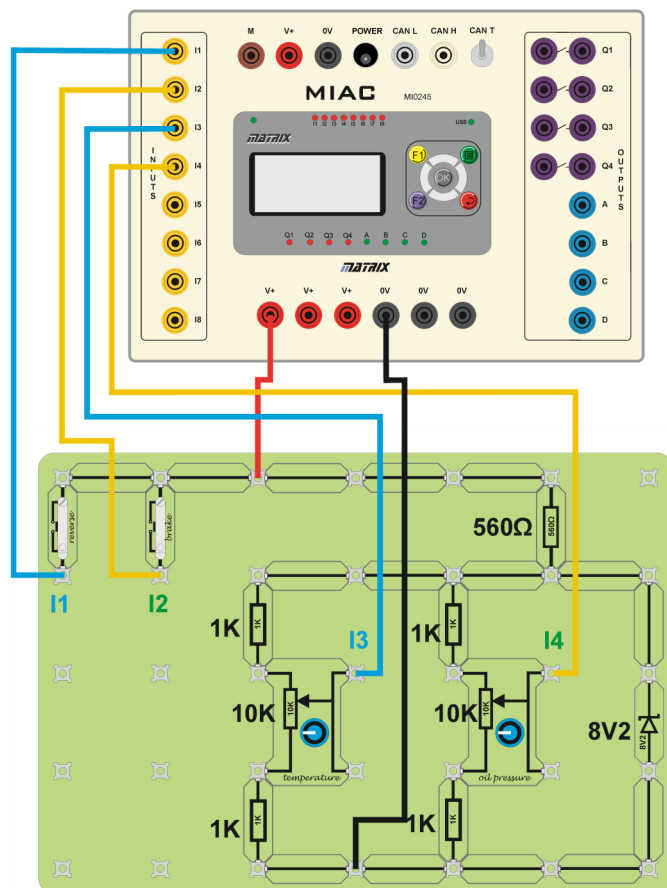 M V+ 0V POWER CAN L CAN H CAN T
I1
I2
I3
I4
I5
I6
I7
I8
INPUTS
MIAC MI0245
I1 I2 I3 I4 I5 I6 I7 I8
USB
MATRIX
F1
OK
F2
Q1 Q2 Q3 Q4 A B C D
MATRIX
V+ V+ V+ 0V 0V 0V
Q1
Q2
Q3
Q4
A
B
C
D
OUTPUTS
reverse
brake
560Ω 560Ω
I1 I2
1K 1K I3 1K 1K I4
10K 10K 10K 10K 8V2 8V2
temperature oil pressure
1K 1K 1K 1K